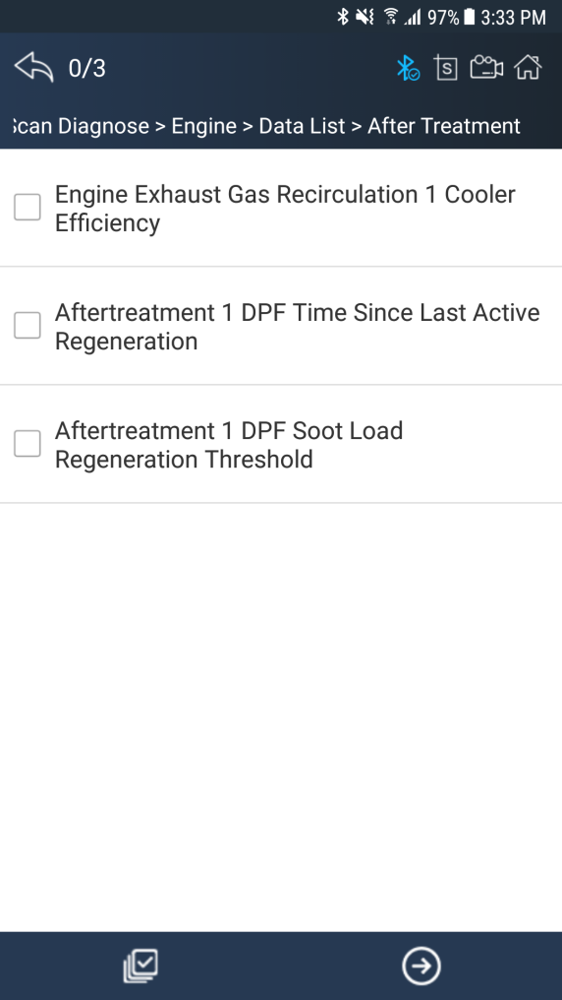 97% 3:33 PM
0/3
S
can Diagnose > Engine > Data List > After Treatment
Engine Exhaust Gas Recirculation 1 Cooler
Efficiency
Aftertreatment 1 DPF Time Since Last Active
Regeneration
Aftertreatment 1 DPF Soot Load
Regeneration Threshold